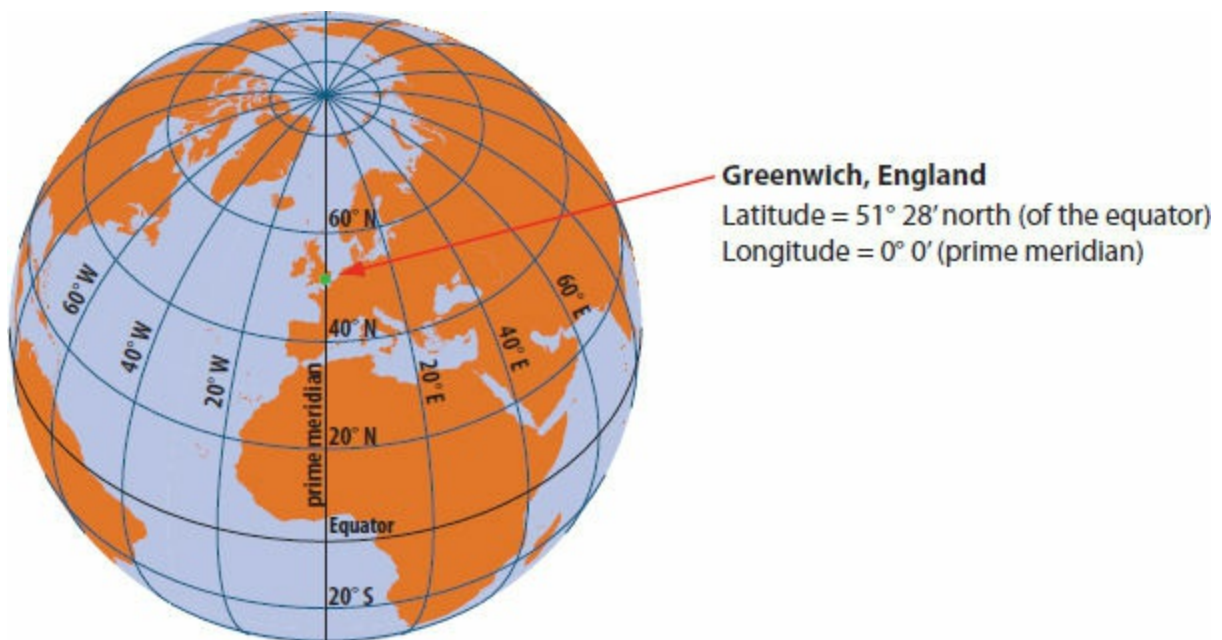 Greenwich, England
Latitude = 51° 28’ north (of the equator)
Longitude = 0° 0’ (prime meridian)
60° N
60° W
60° E
40° N
40° W
40° E
20° W
20° E
prime meridian
20° N
Equator
20° S